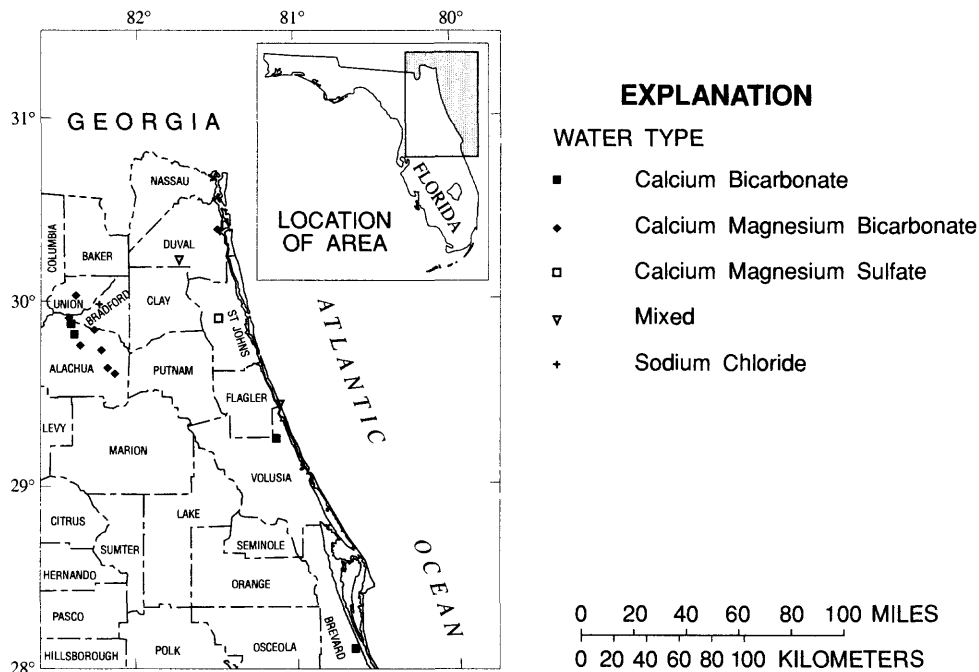 82° 81° 80°
31°
30°
29°
28°
GEORGIA
NASSAU
COLUMBIA
BAKER
DUVAL
UNION
BRADFORD
CLAY
ST JOHNS
ALACHUA
PUTNAM
FLAGLER
LEVY
MARION
VOLUSIA
CITRUS
LAKE
SUMTER
SEMINOLE
HERNANDO
ORANGE
PASCO
BREVARD
HILLSBOROUGH
POLK
OSCEOLA
ATLANTIC
OCEAN
FLORIDA
LOCATION
OF AREA
EXPLANATION
WATER TYPE
Calcium Bicarbonate
Calcium Magnesium Bicarbonate
Calcium Magnesium Sulfate
Mixed
Sodium Chloride
0 20 40 60 80 100 MILES
0 20 40 60 80 100 KILOMETERS